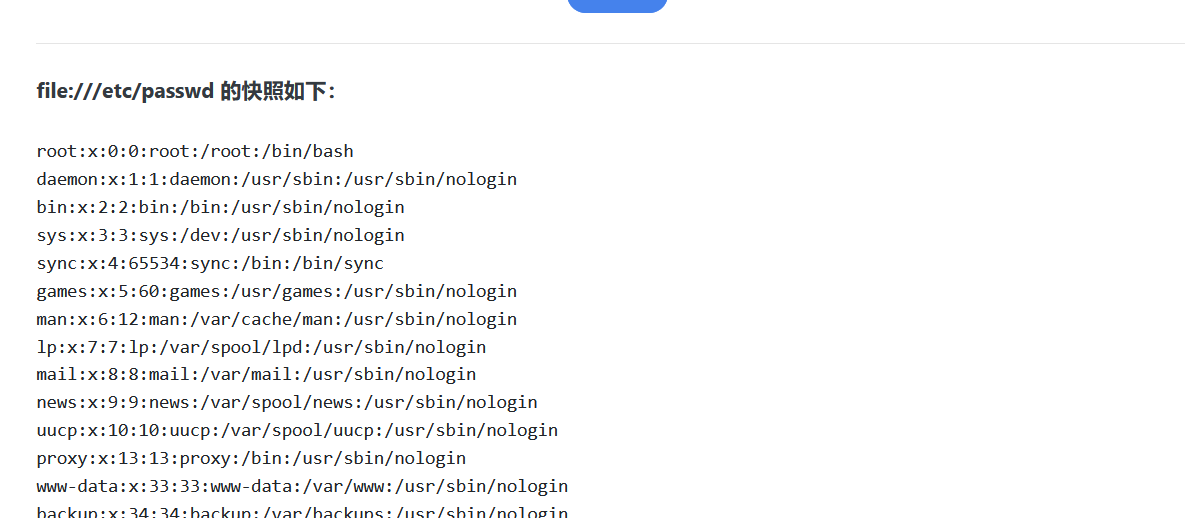 file:///etc/passwd 的快照如下：
root:x:0:0:root:/root:/bin/bash
daemon:x:1:1:daemon:/usr/sbin:/usr/sbin/nologin
bin:x:2:2:bin:/bin:/usr/sbin/nologin
sys:x:3:3:sys:/dev:/usr/sbin/nologin
sync:x:4:65534:sync:/bin:/bin/sync
games:x:5:60:games:/usr/games:/usr/sbin/nologin
man:x:6:12:man:/var/cache/man:/usr/sbin/nologin
lp:x:7:7:lp:/var/spool/lpd:/usr/sbin/nologin
mail:x:8:8:mail:/var/mail:/usr/sbin/nologin
news:x:9:9:news:/var/spool/news:/usr/sbin/nologin
uucp:x:10:10:uucp:/var/spool/uucp:/usr/sbin/nologin
proxy:x:13:13:proxy:/bin:/usr/sbin/nologin
www-data:x:33:33:www-data:/var/www:/usr/sbin/nologin
backup:x:34:34:backup:/var/backups:/usr/sbin/nologin